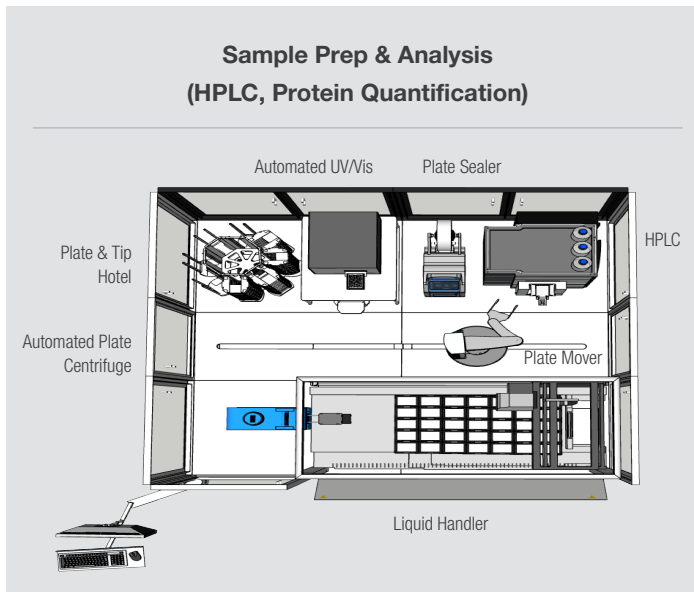 Sample Prep & Analysis
(HPLC, Protein Quantification)
Automated UV/Vis
Plate Sealer
HPLC
Plate & Tip
Hotel
Automated Plate
Centrifuge
Plate Mover
Liquid Handler